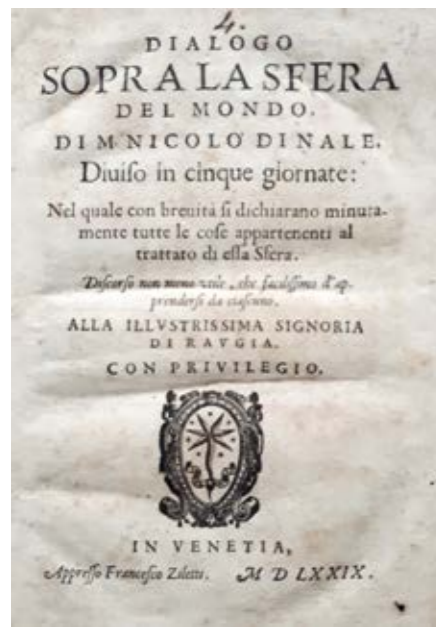 4.
DIALOGO
SOPRA LA SFERA
DEL MONDO.
DI M NICOLO DI NALE.
Diuiso in cinque giornate:
Nel quale con breuità si dichiarano minuta-
mente tutte le cose appartenenti al
trattato di essa Sfera.
Discorso non meno vtile, che facilissimo d'ap-
prendersi da ciascuno.
ALLA ILLVSTRISSIMA SIGNORIA
DI RAVGIA.
CON PRIVILEGIO.
IN VENETIA,
Appresso Francesco Ziletti. M D LXXIX.